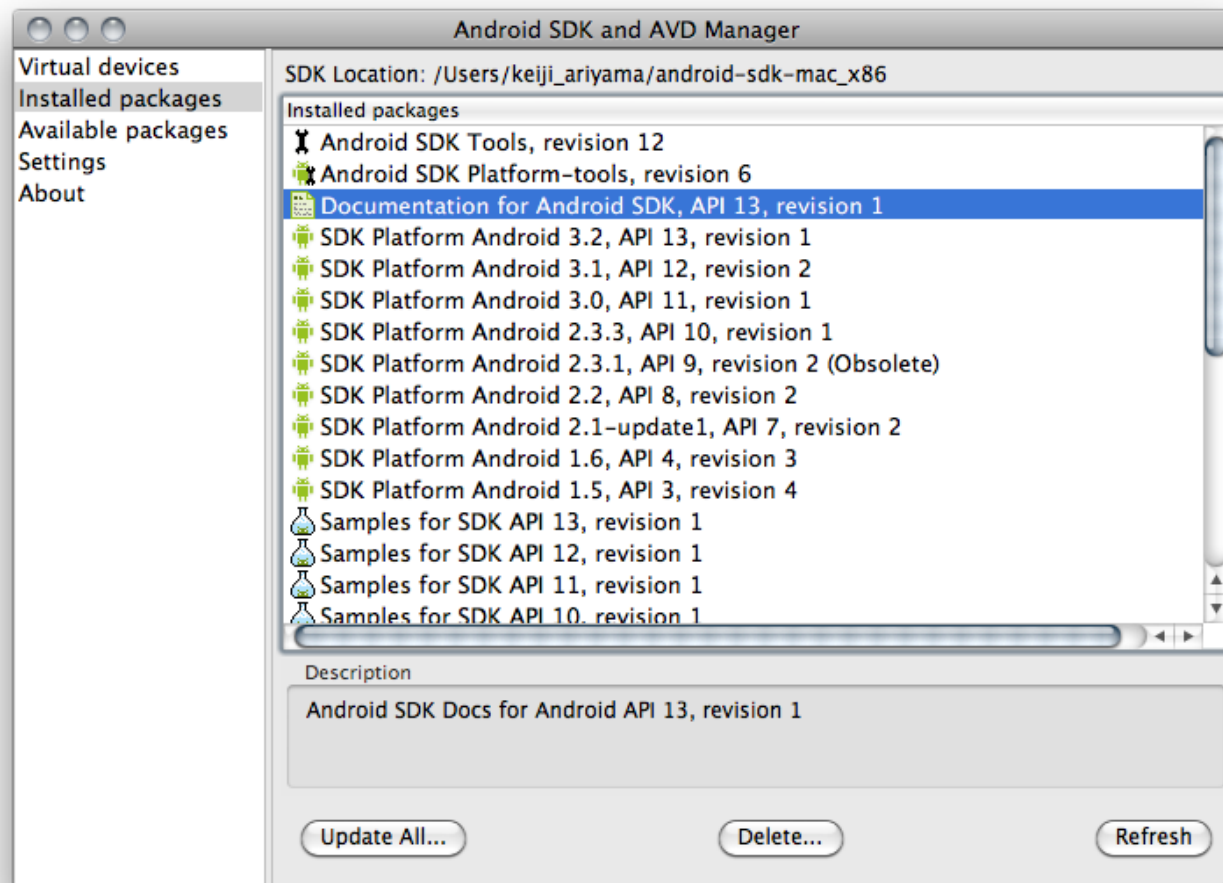 Android SDK and AVD Manager
Virtual devices
Installed packages
Available packages
Settings
About
SDK Location: /Users/keiji_ariyama/android-sdk-mac_x86
Installed packages
Android SDK Tools, revision 12
Android SDK Platform-tools, revision 6
Documentation for Android SDK, API 13, revision 1
SDK Platform Android 3.2, API 13, revision 1
SDK Platform Android 3.1, API 12, revision 2
SDK Platform Android 3.0, API 11, revision 1
SDK Platform Android 2.3.3, API 10, revision 1
SDK Platform Android 2.3.1, API 9, revision 2 (Obsolete)
SDK Platform Android 2.2, API 8, revision 2
SDK Platform Android 2.1-update1, API 7, revision 2
SDK Platform Android 1.6, API 4, revision 3
SDK Platform Android 1.5, API 3, revision 4
Samples for SDK API 13, revision 1
Samples for SDK API 12, revision 1
Samples for SDK API 11, revision 1
Samples for SDK API 10, revision 1
Description
Android SDK Docs for Android API 13, revision 1
Update All... Delete... Refresh